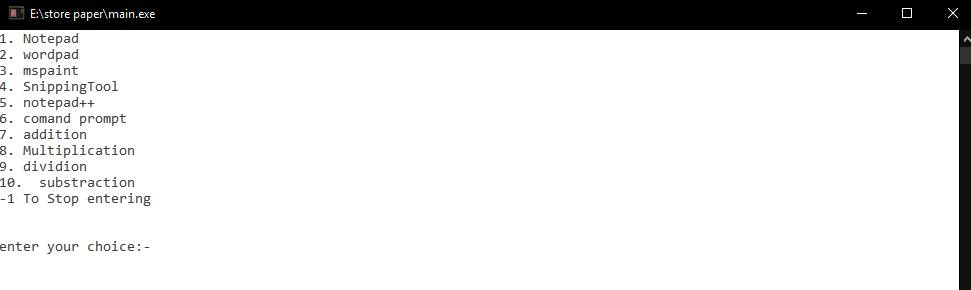 E:\store paper\main.exe
1. Notepad
2. wordpad
3. mspaint
4. SnippingTool
5. notepad++
6. comand prompt
7. addition
8. Multiplication
9. dividion
10.  substraction
-1 To Stop entering
enter your choice:-